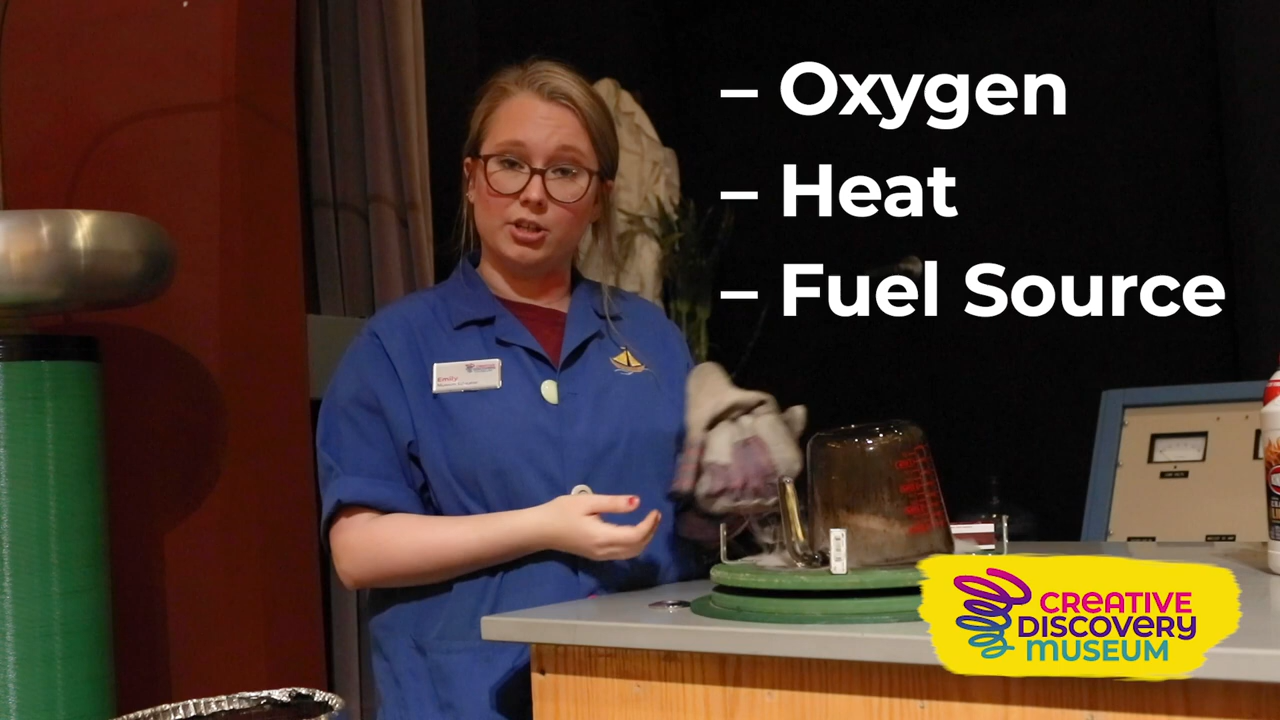 – Oxygen
– Heat
– Fuel Source
Emily
CREATIVE
DISCOVERY
MUSEUM